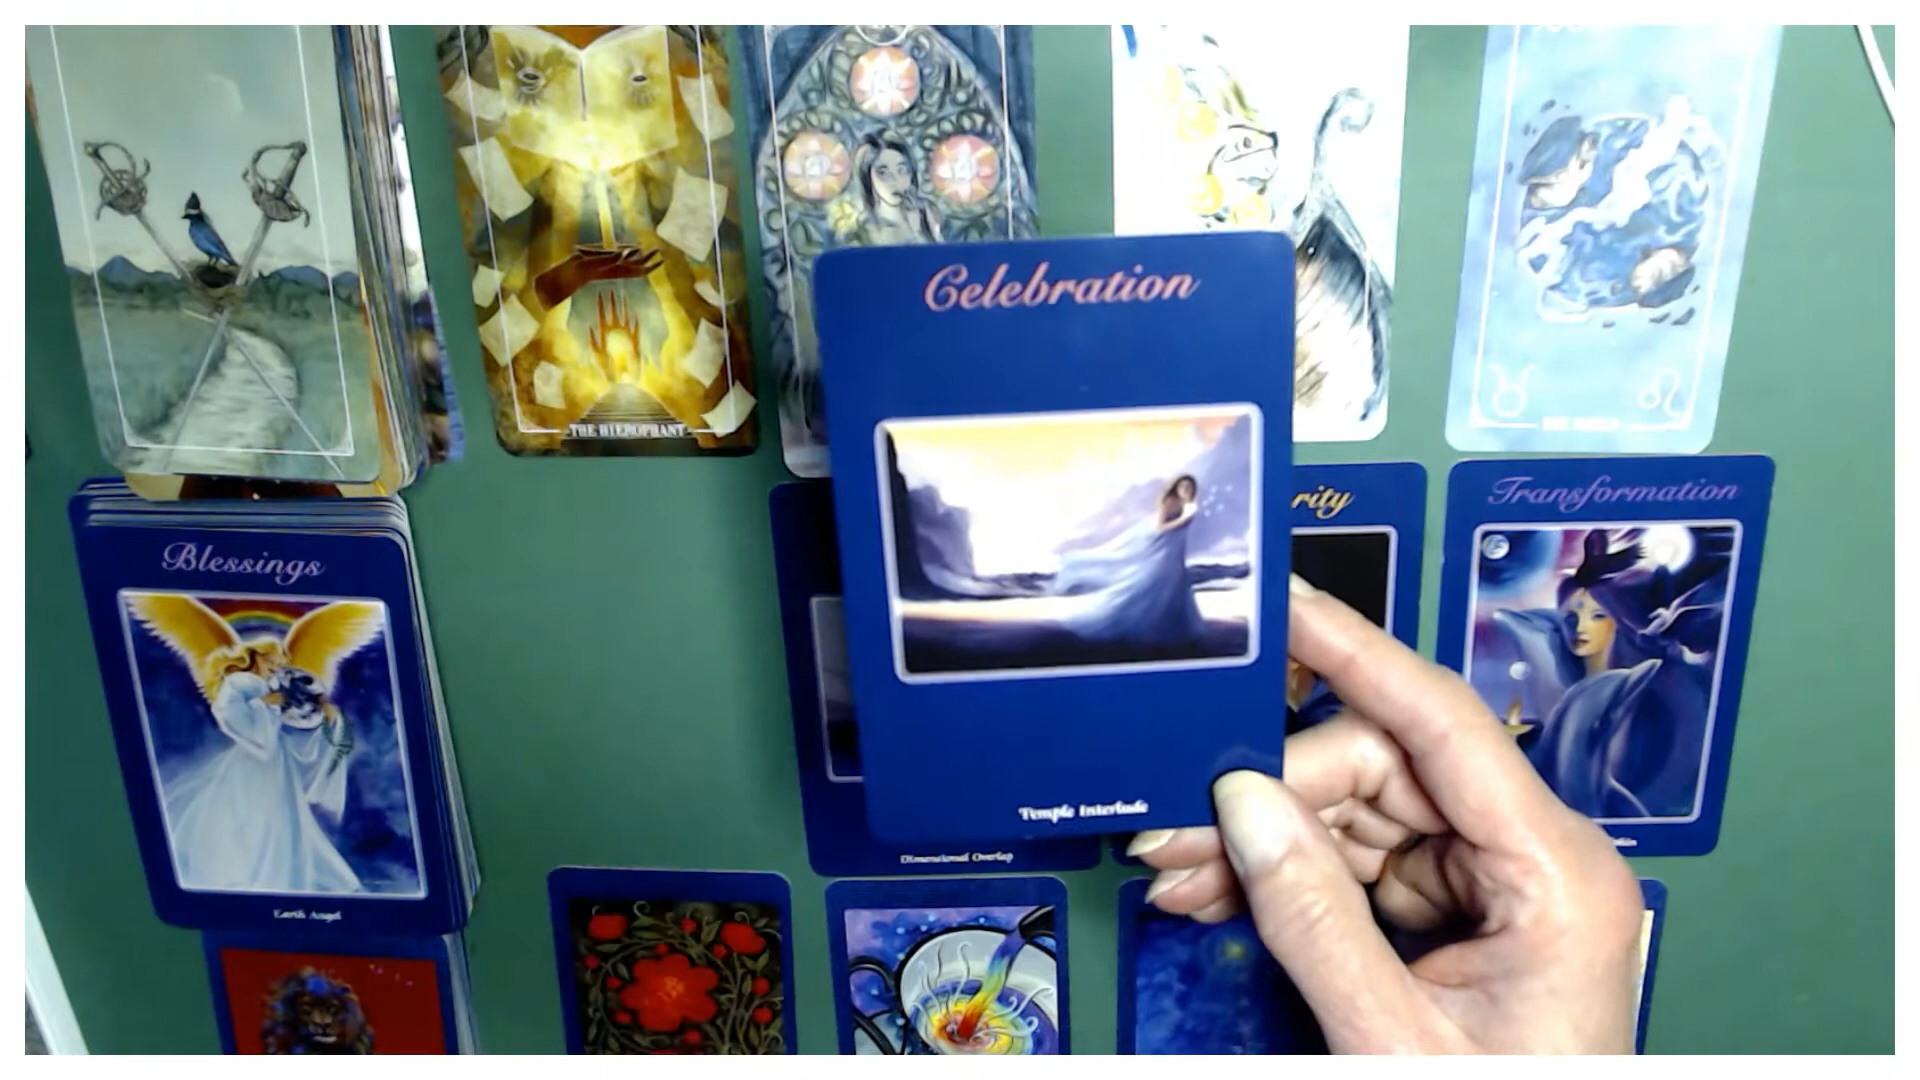 THE HIEROPHANT
Celebration
rity
Transformation
Blessings
Temple Interlude
Dimensional Overlap
Earth Angel